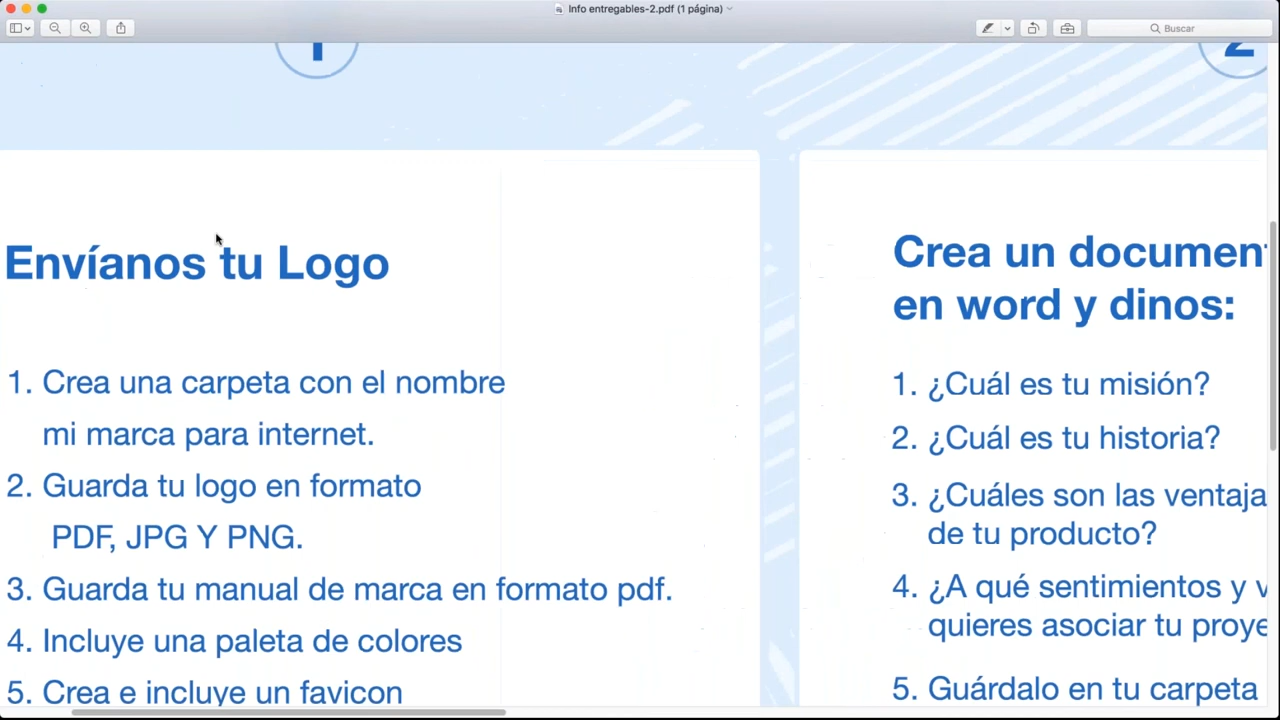 Info entregables-2.pdf (1 página)
Buscar
1
2
Envíanos tu Logo
1. Crea una carpeta con el nombre
mi marca para internet.
2. Guarda tu logo en formato
PDF, JPG Y PNG.
3. Guarda tu manual de marca en formato pdf.
4. Incluye una paleta de colores
5. Crea e incluye un favicon
Crea un documen
en word y dinos:
1. ¿Cuál es tu misión?
2. ¿Cuál es tu historia?
3. ¿Cuáles son las ventaja
de tu producto?
4. ¿A qué sentimientos y v
quieres asociar tu proye
5. Guárdalo en tu carpeta